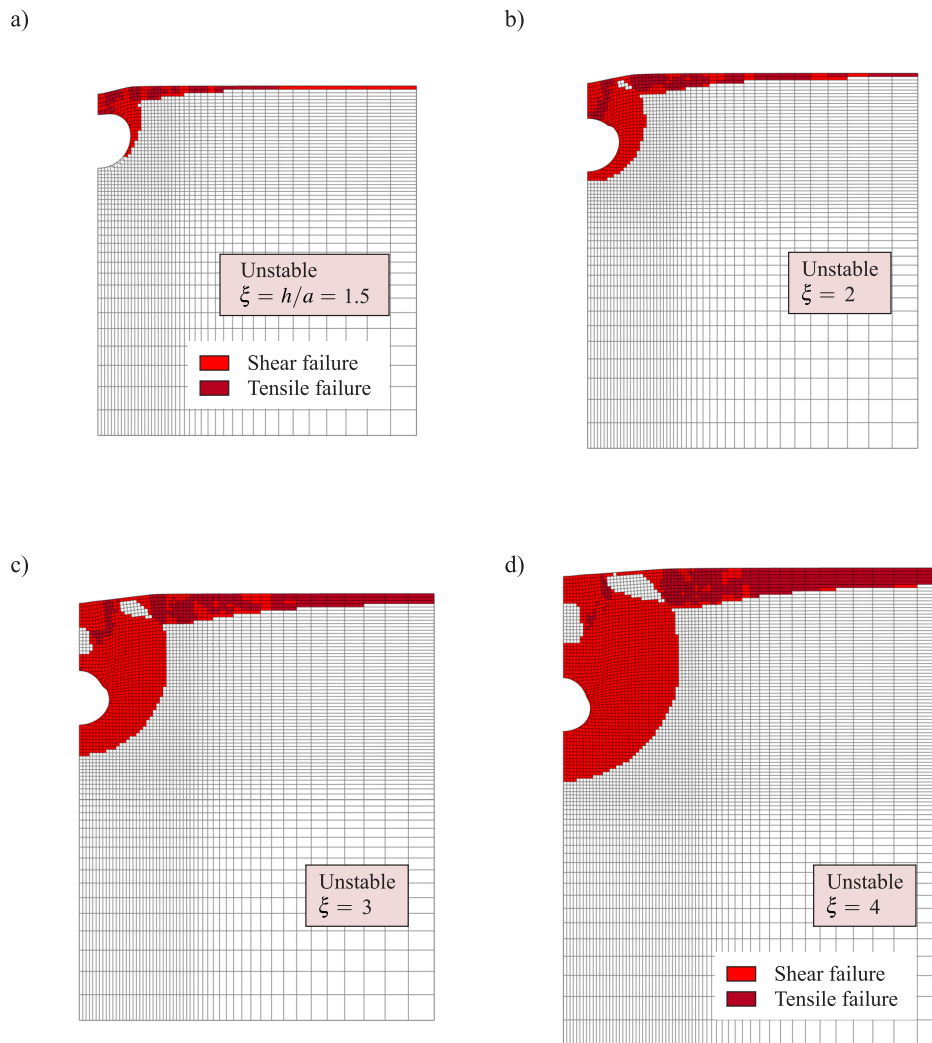 a)
b)
Unstable
ξ = h/a = 1.5
Unstable
ξ = 2
Shear failure
Tensile failure
c)
d)
Unstable
ξ = 3
Unstable
ξ = 4
Shear failure
Tensile failure